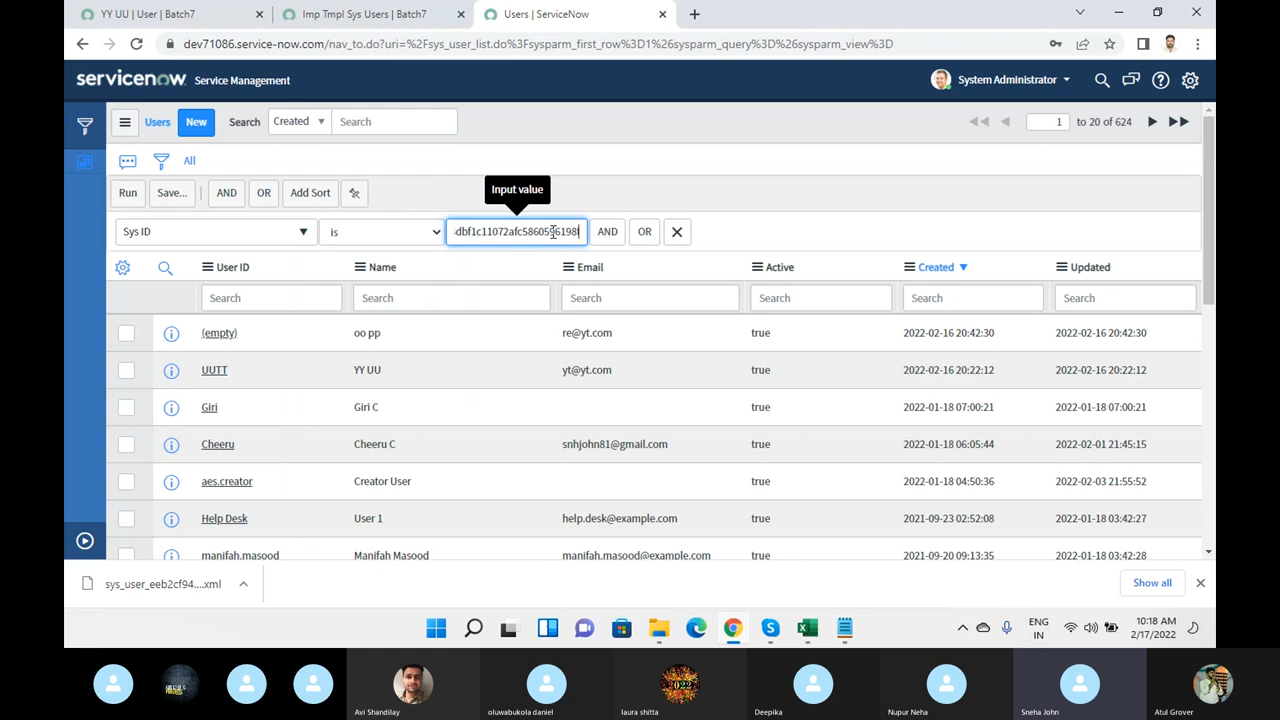 YY UU | User | Batch7
Imp Tmpl Sys Users | Batch7
Users | ServiceNow
dev71086.service-now.com/nav_to.do?uri=%2Fsys_user_list.do%3Fsysparm_first_row%3D1%26sysparm_query%3D%26sysparm_view%3D
servicenow Service Management
System Administrator
Users New Search Created Search
1 to 20 of 624
All
Run Save... AND OR Add Sort
Input value
Sys ID is dbf1c11072afc5860596198 AND OR
User ID Name Email Active Created Updated
Search Search Search Search Search Search
(empty) oo pp re@yt.com true 2022-02-16 20:42:30 2022-02-16 20:42:30
UUTT YY UU yt@yt.com true 2022-02-16 20:22:12 2022-02-16 20:22:12
Giri Giri C true 2022-01-18 07:00:21 2022-01-18 07:00:21
Cheeru Cheeru C snhjohn81@gmail.com true 2022-01-18 06:05:44 2022-02-01 21:45:15
aes.creator Creator User true 2022-01-18 04:50:36 2022-02-03 21:55:52
Help Desk User 1 help.desk@example.com true 2021-09-23 02:52:08 2022-01-18 03:42:27
manifah.masood Manifah Masood manifah.masood@example.com true 2021-09-20 09:13:35 2022-01-18 03:42:28
sys_user_eeb2cf94....xml
Show all
ENG
IN
10:18 AM
2/17/2022
2022
Avi Shandilay oluwabukola daniel laura shitta Deepika Nupur Neha Sneha John Atul Grover